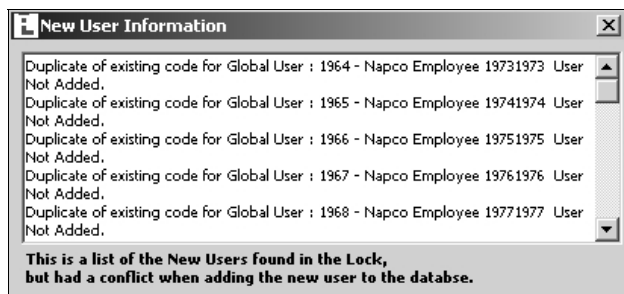 New User Information
Duplicate of existing code for Global User : 1964 - Napco Employee 19731973 User
Not Added.
Duplicate of existing code for Global User : 1965 - Napco Employee 19741974 User
Not Added.
Duplicate of existing code for Global User : 1966 - Napco Employee 19751975 User
Not Added.
Duplicate of existing code for Global User : 1967 - Napco Employee 19761976 User
Not Added.
Duplicate of existing code for Global User : 1968 - Napco Employee 19771977 User
Not Added.
This is a list of the New Users found in the Lock,
but had a conflict when adding the new user to the databse.